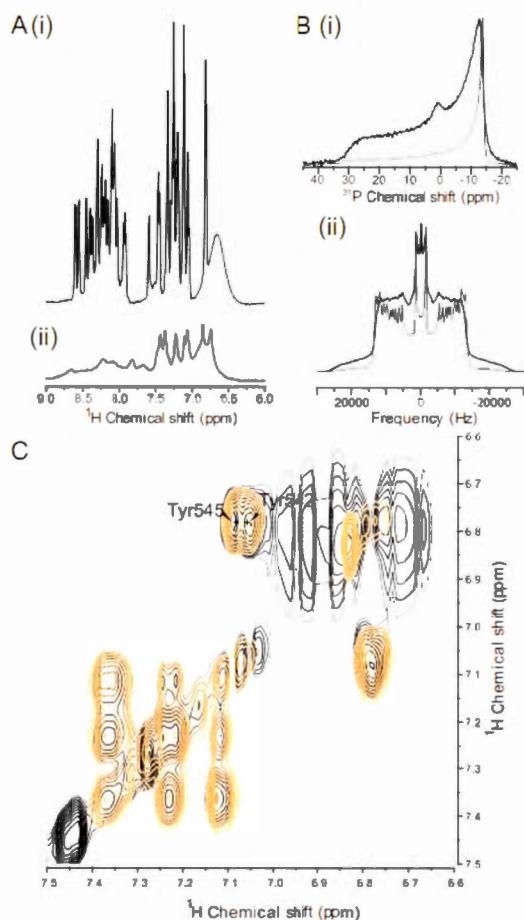 A (i)
(ii)
9.0 8.5 8.0 7.5 7.0 6.5 6.0
¹H Chemical shift (ppm)
B (i)
40 30 20 10 0 -10 -20
³¹P Chemical shift (ppm)
(ii)
20000 0 -20000
Frequency (Hz)
C
Tyr545
6.6
6.7
6.8
6.9
7.0
7.1
7.2
7.3
7.4
7.5
¹H Chemical shift (ppm)
7.5 7.4 7.3 7.2 7.1 7.0 6.9 6.8 6.7 6.6
¹H Chemical shift (ppm)